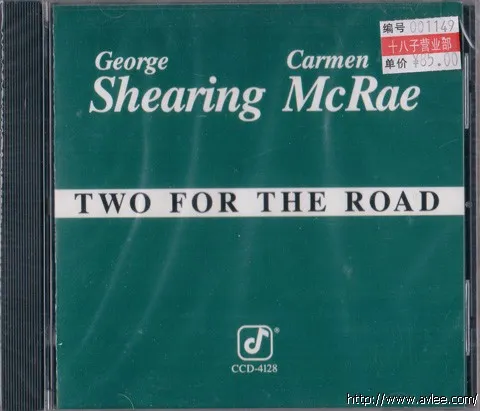 编号 001149
十八子营业部
单价 ¥85.00
George Carmen
Shearing McRae
TWO FOR THE ROAD
®
CCD-4128
http://www.avlee.com/